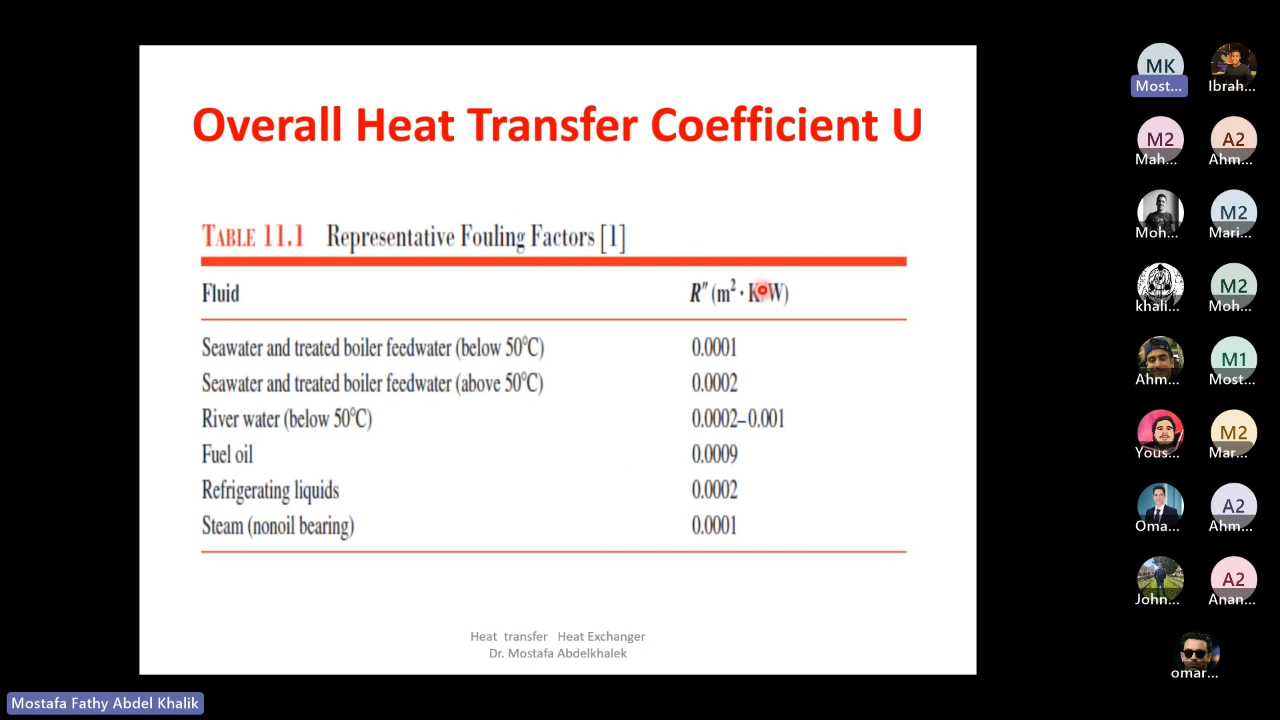 Overall Heat Transfer Coefficient U
TABLE 11.1 Representative Fouling Factors [1]
Fluid R″ (m² · K/W)
Seawater and treated boiler feedwater (below 50°C) 0.0001
Seawater and treated boiler feedwater (above 50°C) 0.0002
River water (below 50°C) 0.0002–0.001
Fuel oil 0.0009
Refrigerating liquids 0.0002
Steam (nonoil bearing) 0.0001
Heat transfer Heat Exchanger
Dr. Mostafa Abdelkhalek
Mostafa Fathy Abdel Khalik
MK
Most...
Ibrah...
M2 A2
Mah... Ahm...
M2
Moh... Mari...
M2
khali... Moh...
M1
Ahm... Most...
M2
Yous... Mar...
A2
Oma... Ahm...
A2
John... Anan...
omar...